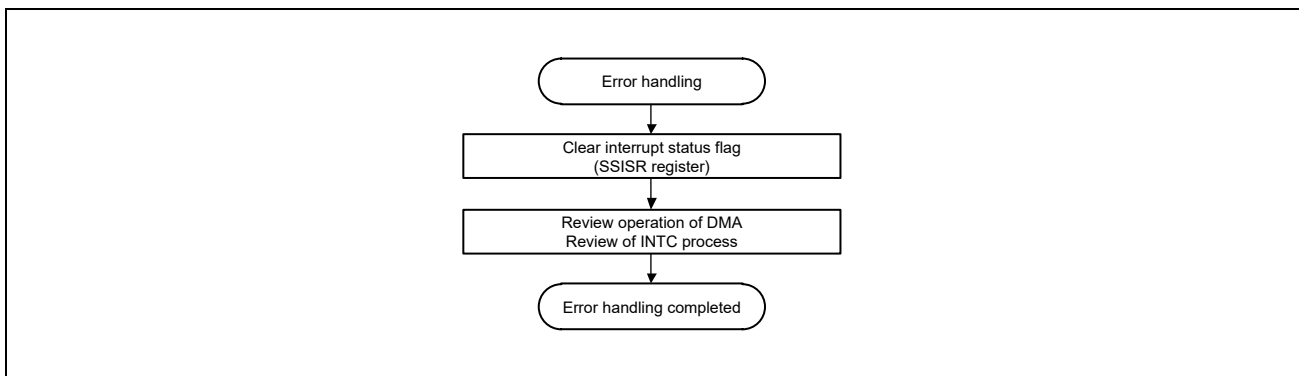 Error handling
Clear interrupt status flag
(SSISR register)
Review operation of DMA
Review of INTC process
Error handling completed